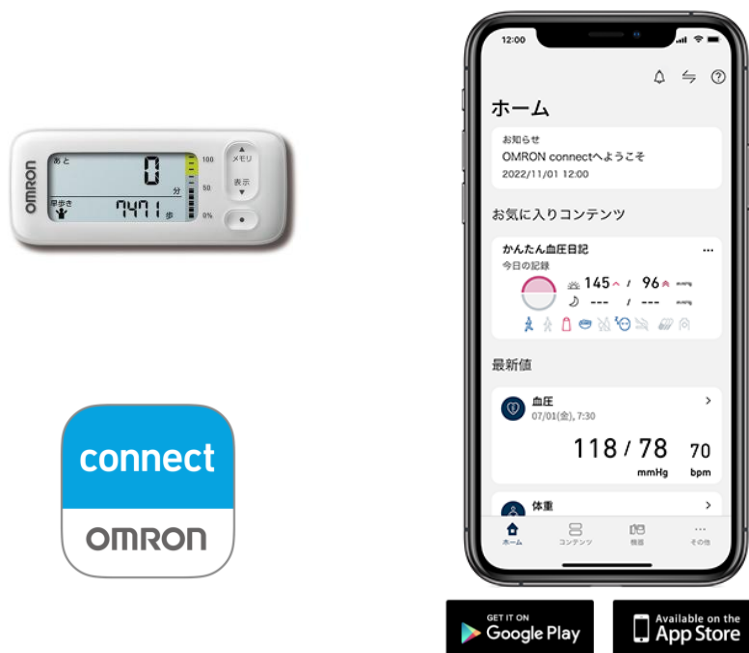 OMRON
あと
0
分
早歩き
7471 歩
100
50
0%
メモリ
表示
connect
OMRON
12:00
ホーム
お知らせ
OMRON connectへようこそ
2022/11/01 12:00
お気に入りコンテンツ
かんたん血圧日記
今日の記録
145 / 96 mmHg
--- / --- mmHg
最新値
血圧
07/01(金), 7:30
118 / 78 70
mmHg bpm
体重
ホーム コンテンツ 機器 その他
GET IT ON
Google Play
Available on the
App Store